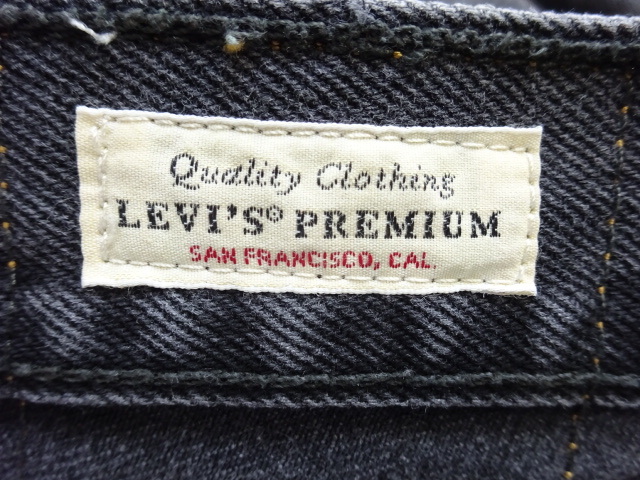 Quality Clothing
LEVI'S® PREMIUM
SAN FRANCISCO, CAL.